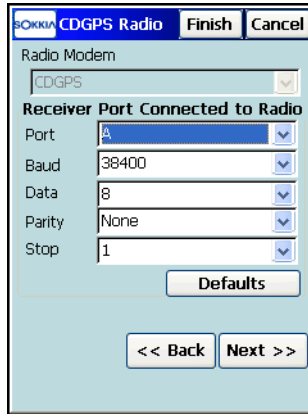 SOKKIA CDGPS Radio Finish Cancel
Radio Modem
CDGPS
Receiver Port Connected to Radio
Port A
Baud 38400
Data 8
Parity None
Stop 1
Defaults
<< Back Next >>